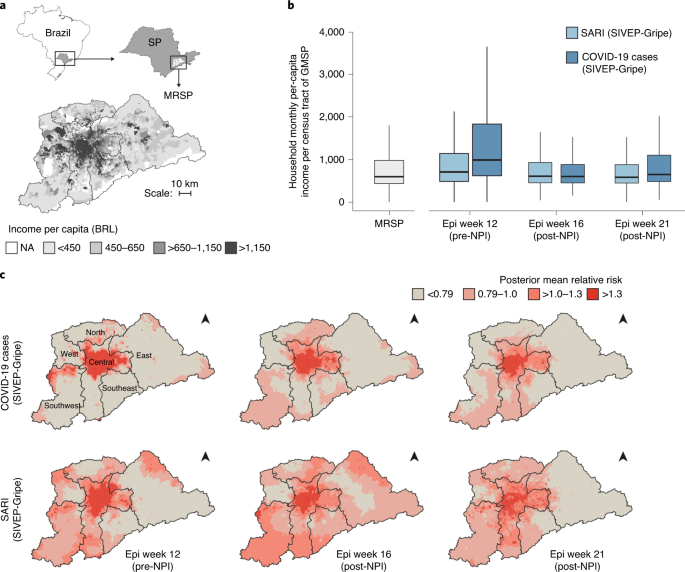 a
Brazil
SP
MRSP
Scale: 10 km
Income per capita (BRL)
NA
<450
450–650
>650–1,150
>1,150
b
Household monthly per-capita
income per census tract of GMSP
4,000
3,000
2,000
1,000
0
SARI (SIVEP-Gripe)
COVID-19 cases
(SIVEP-Gripe)
MRSP
Epi week 12
(pre-NPI)
Epi week 16
(post-NPI)
Epi week 21
(post-NPI)
c
Posterior mean relative risk
<0.79
0.79–1.0
>1.0–1.3
>1.3
COVID-19 cases
(SIVEP-Gripe)
North
West
Central
East
Southeast
Southwest
SARI
(SIVEP-Gripe)
Epi week 12
(pre-NPI)
Epi week 16
(post-NPI)
Epi week 21
(post-NPI)